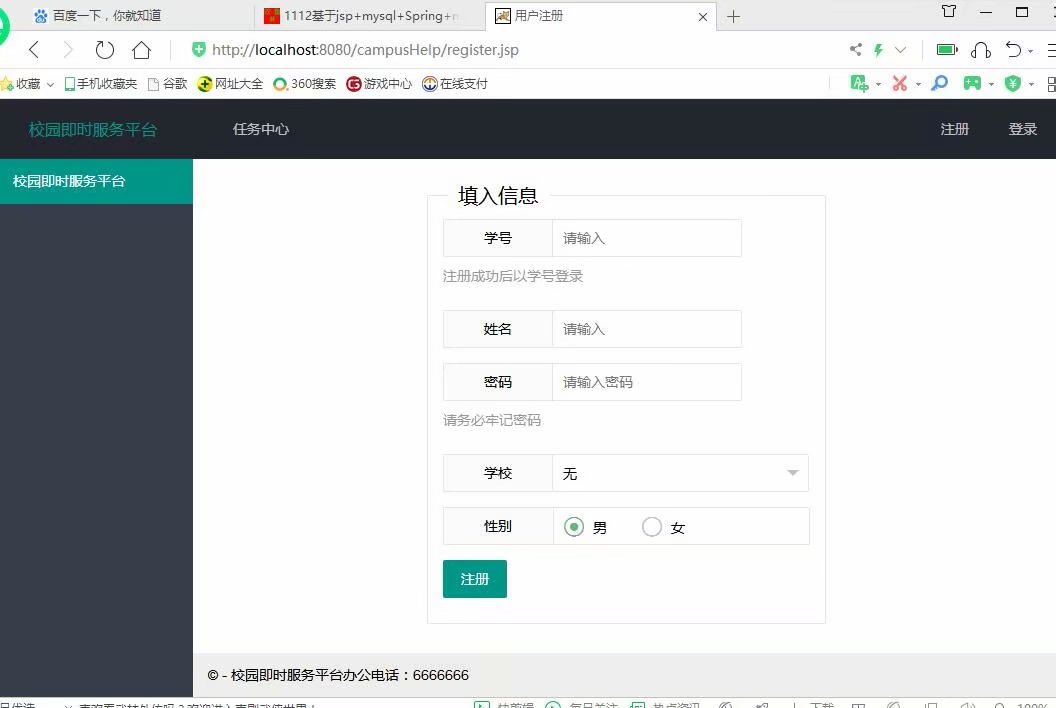 百度一下，你就知道
1112基于jsp+mysql+Spring+
用户注册
http://localhost:8080/campusHelp/register.jsp
收藏 手机收藏夹 谷歌 网址大全 360搜索 游戏中心 在线支付
校园即时服务平台 任务中心 注册 登录
校园即时服务平台
填入信息
学号 请输入
注册成功后以学号登录
姓名 请输入
密码 请输入密码
请务必牢记密码
学校 无
性别 男 女
注册
© - 校园即时服务平台办公电话：6666666